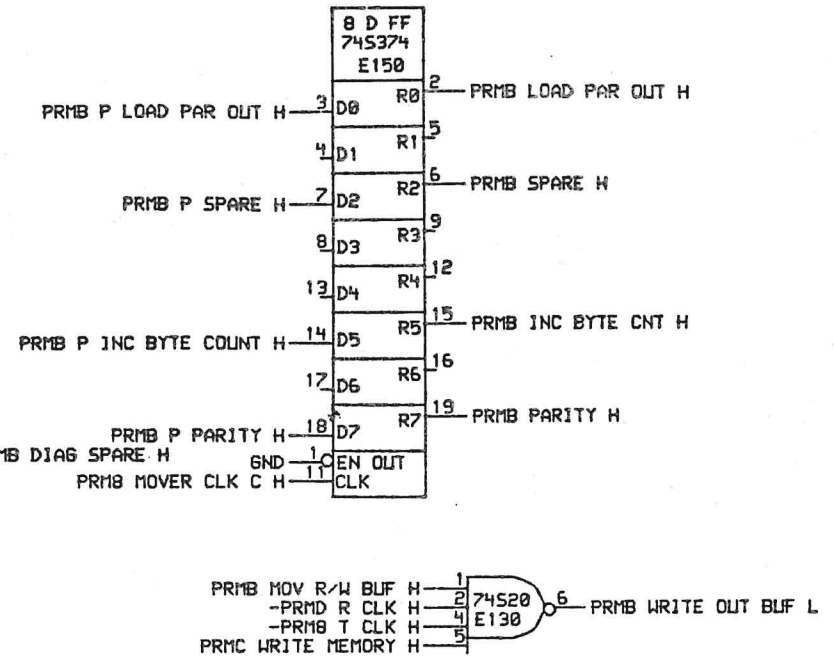 8 D FF
74S374
E150
PRMB P LOAD PAR OUT H 3 D0 R0 2 PRMB LOAD PAR OUT H
4 D1 R1 5
PRMB P SPARE H 7 D2 R2 6 PRMB SPARE H
8 D3 R3 9
13 D4 R4 12
PRMB P INC BYTE COUNT H 14 D5 R5 15 PRMB INC BYTE CNT H
17 D6 R6 16
PRMB P PARITY H 18 D7 R7 19 PRMB PARITY H
MB DIAG SPARE H
GND 1 EN OUT
PRM8 MOVER CLK C H 11 CLK
PRMB MOV R/W BUF H 1
-PRMD R CLK H 2 74S20 6 PRMB WRITE OUT BUF L
-PRM8 T CLK H 4 E130
PRMC WRITE MEMORY H 5